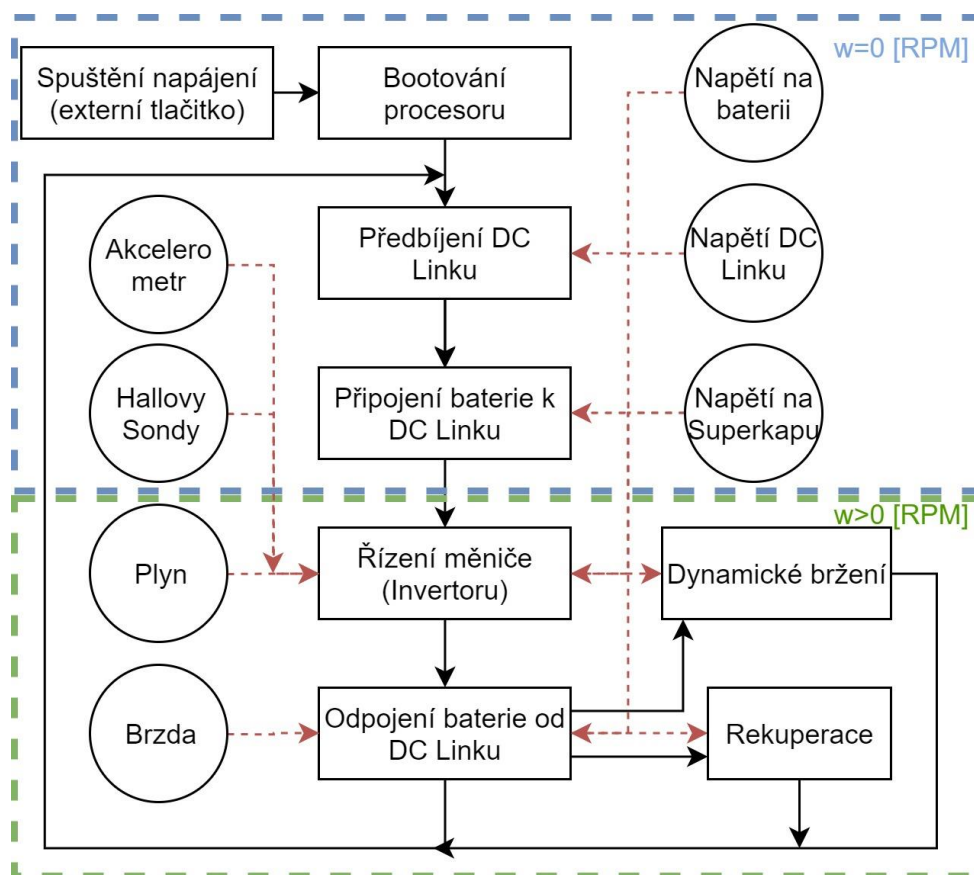 w=0 [RPM]
Spuštění napájení
(externí tlačitko)
Bootování
procesoru
Napětí na
baterii
Akcelero
metr
Předbíjení DC
Linku
Napětí DC
Linku
Hallovy
Sondy
Připojení baterie k
DC Linku
Napětí na
Superkapu
w>0 [RPM]
Plyn
Řízení měniče
(Invertoru)
Dynamické bržení
Brzda
Odpojení baterie od
DC Linku
Rekuperace